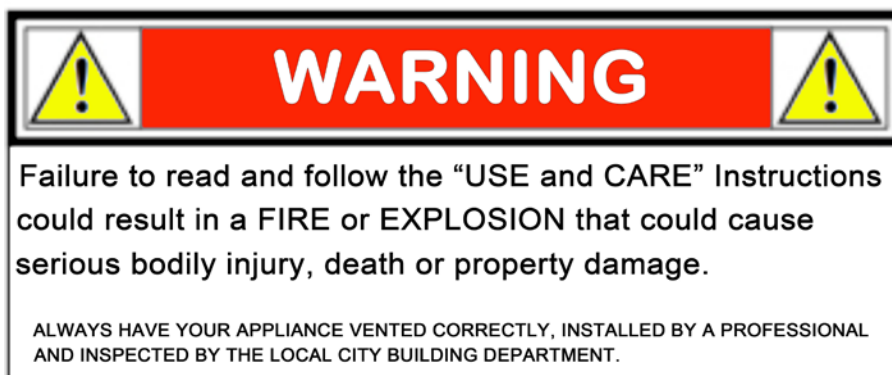 WARNING
Failure to read and follow the “USE and CARE” Instructions
could result in a FIRE or EXPLOSION that could cause
serious bodily injury, death or property damage.
ALWAYS HAVE YOUR APPLIANCE VENTED CORRECTLY, INSTALLED BY A PROFESSIONAL
AND INSPECTED BY THE LOCAL CITY BUILDING DEPARTMENT.